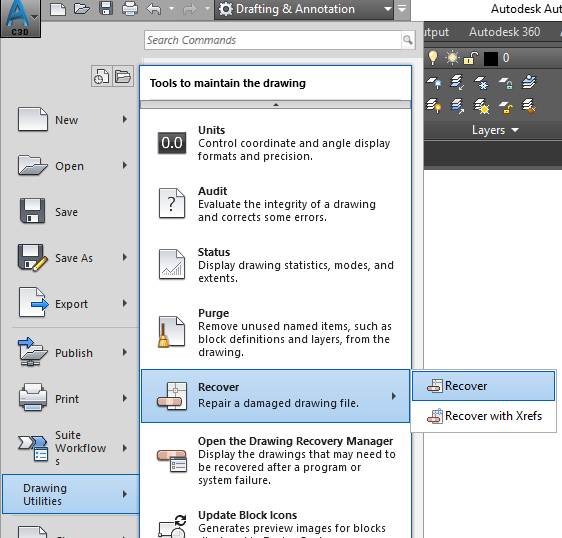 Drafting & Annotation
Autodesk Aut
C3D
Search Commands
utput Autodesk 360
0
Layers
Tools to maintain the drawing
New
Open
Save
Save As
Export
Publish
Print
Suite
Workflow
s
Drawing
Utilities
0.0
Units
Control coordinate and angle display
formats and precision.
Audit
Evaluate the integrity of a drawing
and corrects some errors.
Status
Display drawing statistics, modes, and
extents.
Purge
Remove unused named items, such as
block definitions and layers, from the
drawing.
Recover
Repair a damaged drawing file.
Open the Drawing Recovery Manager
Display the drawings that may need to
be recovered after a program or
system failure.
Update Block Icons
Generates preview images for blocks
Recover
Recover with Xrefs